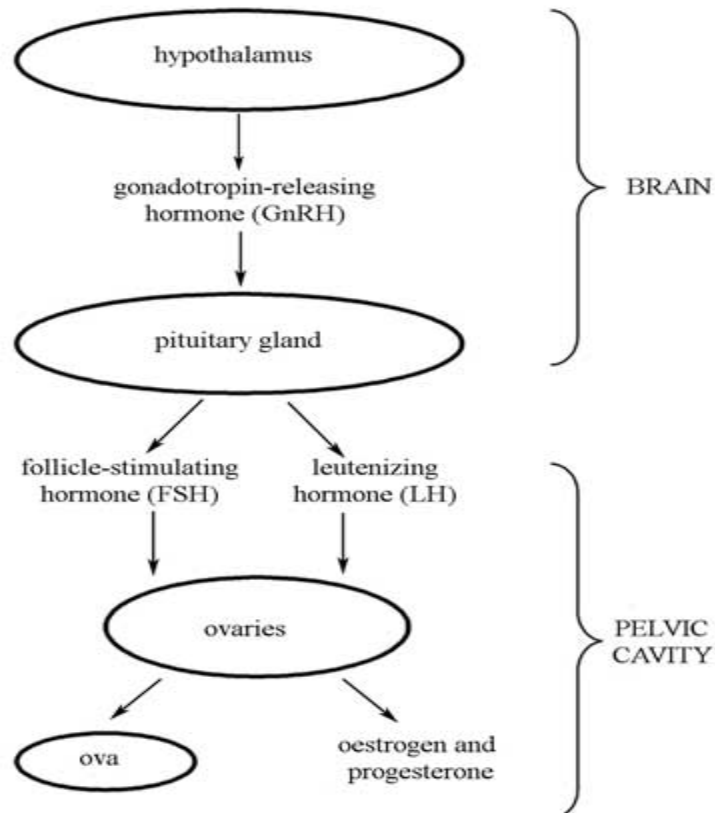 hypothalamus
gonadotropin-releasing
hormone (GnRH)
BRAIN
pituitary gland
follicle-stimulating
hormone (FSH)
leutenizing
hormone (LH)
ovaries
PELVIC
CAVITY
ova
oestrogen and
progesterone